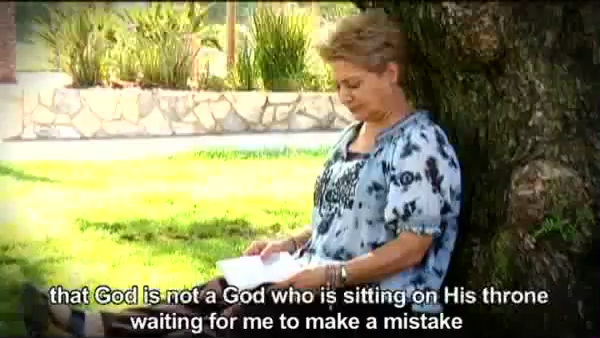 that God is not a God who is sitting on His throne
waiting for me to make a mistake